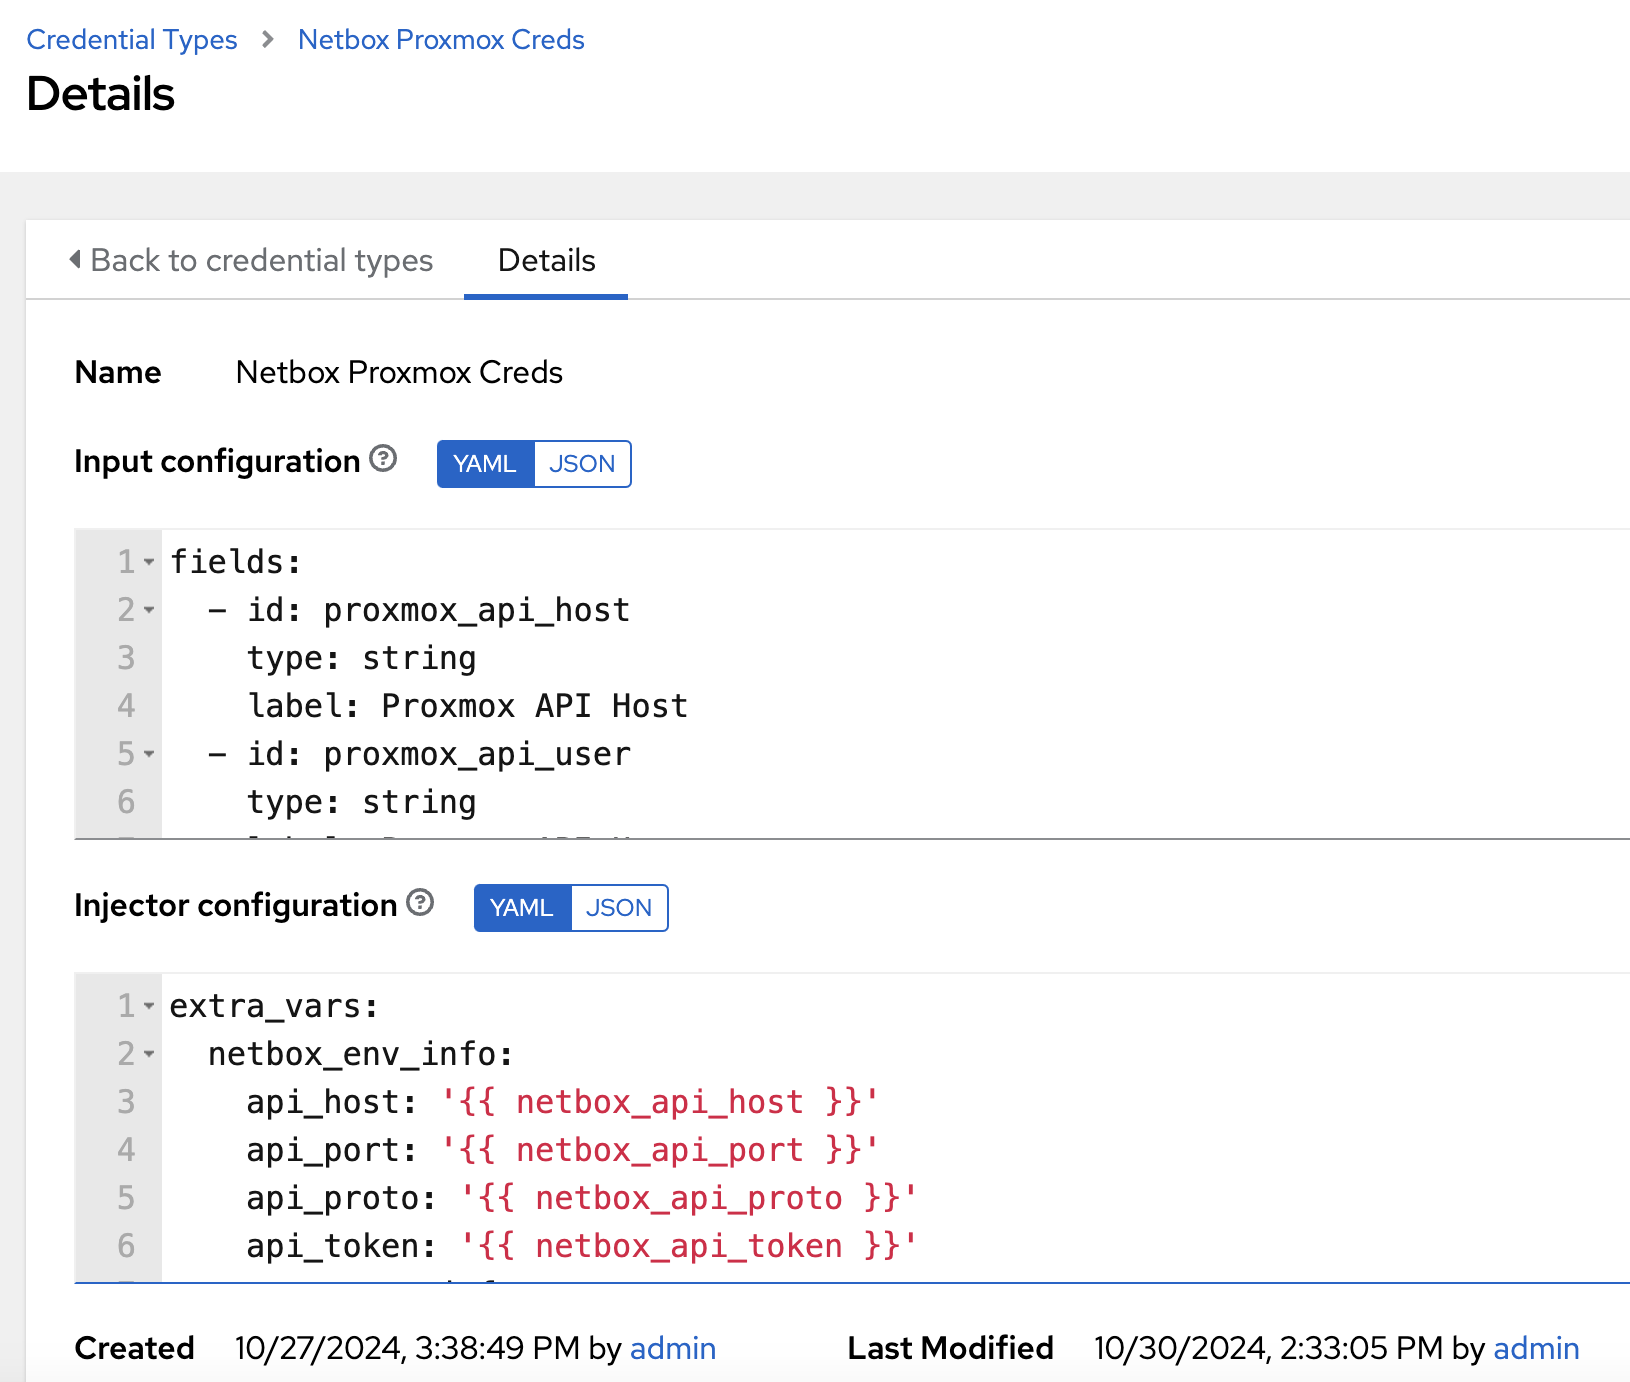 Credential Types > Netbox Proxmox Creds
Details
Back to credential types Details
Name Netbox Proxmox Creds
Input configuration YAML JSON
1 fields:
2   - id: proxmox_api_host
3     type: string
4     label: Proxmox API Host
5   - id: proxmox_api_user
6     type: string
Injector configuration YAML JSON
1 extra_vars:
2   netbox_env_info:
3     api_host: '{{ netbox_api_host }}'
4     api_port: '{{ netbox_api_port }}'
5     api_proto: '{{ netbox_api_proto }}'
6     api_token: '{{ netbox_api_token }}'
Created 10/27/2024, 3:38:49 PM by admin Last Modified 10/30/2024, 2:33:05 PM by admin